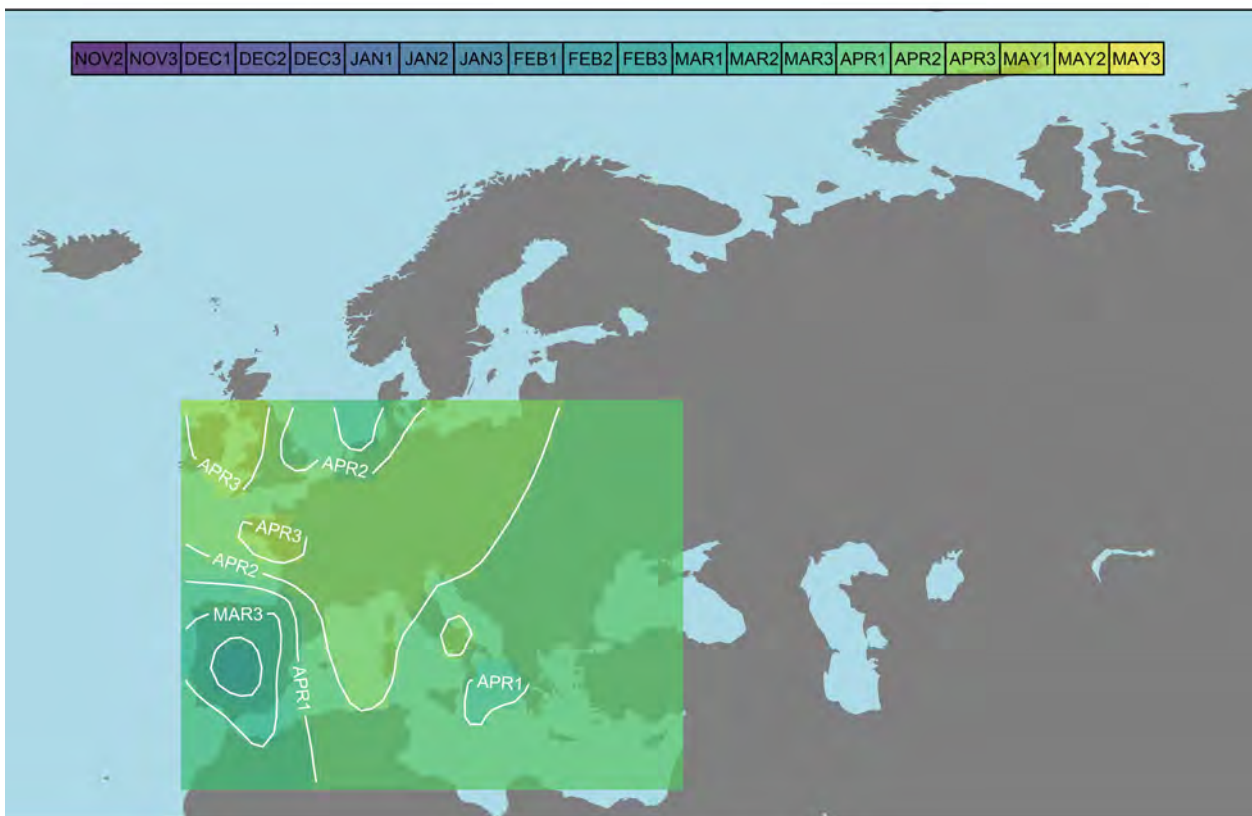 NOV2 NOV3 DEC1 DEC2 DEC3 JAN1 JAN2 JAN3 FEB1 FEB2 FEB3 MAR1 MAR2 MAR3 APR1 APR2 APR3 MAY1 MAY2 MAY3
APR3
APR2
APR3
APR2
MAR3
APR1
APR1